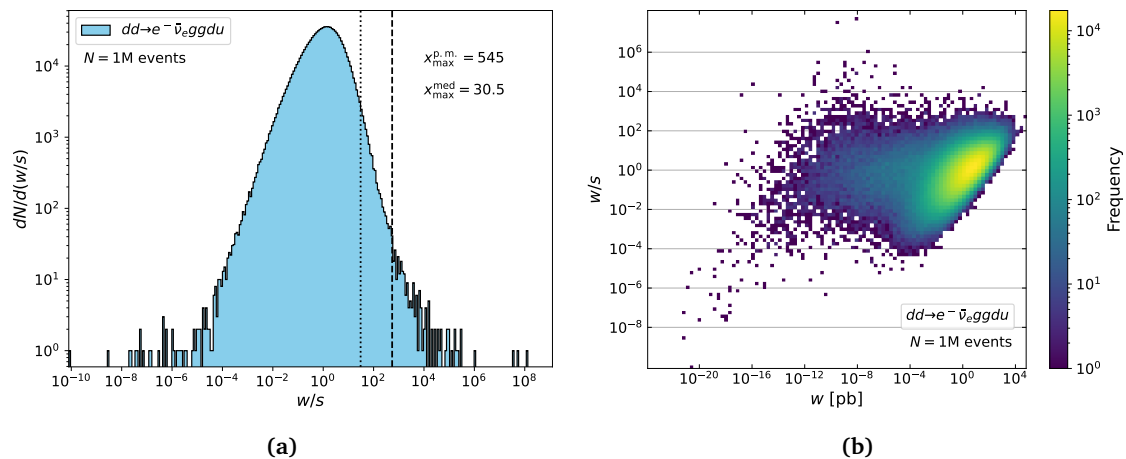 dd→e⁻ν̄ₑggdu
N = 1M events
x_max^p.m. = 545
x_max^med = 30.5
dN/d(w/s)
10⁴
10³
10²
10¹
10⁰
10⁻¹⁰ 10⁻⁸ 10⁻⁶ 10⁻⁴ 10⁻² 10⁰ 10² 10⁴ 10⁶ 10⁸
w/s
(a)
w/s
10⁶
10⁴
10²
10⁰
10⁻²
10⁻⁴
10⁻⁶
10⁻⁸
dd→e⁻ν̄ₑggdu
N = 1M events
10⁻²⁰ 10⁻¹⁶ 10⁻¹² 10⁻⁸ 10⁻⁴ 10⁰ 10⁴
w [pb]
10⁴
10³
10²
10¹
10⁰
Frequency
(b)